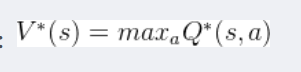 : V*(s) = max_a Q*(s, a)